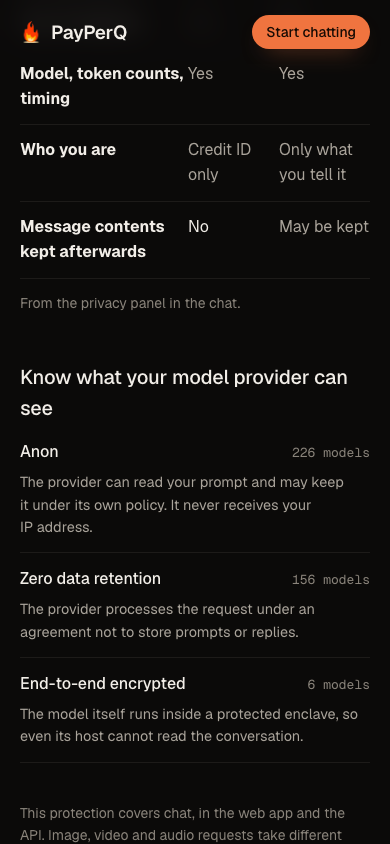 PayPerQ
Start chatting
Model, token counts, Yes Yes
timing
Who you are Credit ID Only what
only you tell it
Message contents No May be kept
kept afterwards
From the privacy panel in the chat.
Know what your model provider can
see
Anon 226 models
The provider can read your prompt and may keep
it under its own policy. It never receives your
IP address.
Zero data retention 156 models
The provider processes the request under an
agreement not to store prompts or replies.
End-to-end encrypted 6 models
The model itself runs inside a protected enclave, so
even its host cannot read the conversation.
This protection covers chat, in the web app and the
API. Image, video and audio requests take different